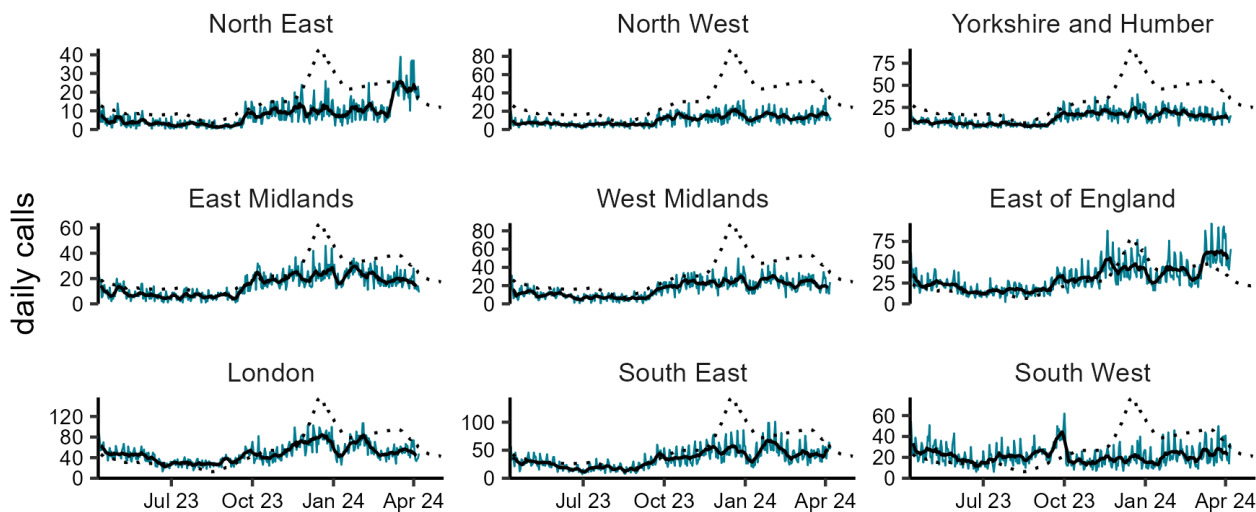 North East
North West
Yorkshire and Humber
40
30
20
10
0
80
60
40
20
0
75
50
25
0
East Midlands
West Midlands
East of England
60
40
20
0
80
60
40
20
0
75
50
25
0
daily calls
London
South East
South West
120
80
40
0
100
50
0
60
40
20
0
Jul 23 Oct 23 Jan 24 Apr 24
Jul 23 Oct 23 Jan 24 Apr 24
Jul 23 Oct 23 Jan 24 Apr 24